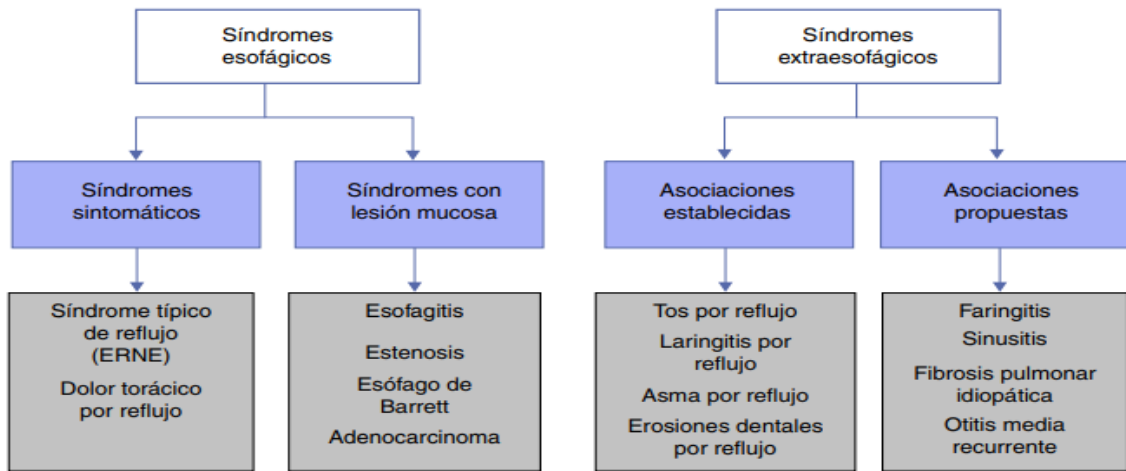 Síndromes
esofágicos
Síndromes
extraesofágicos
Síndromes
sintomáticos
Síndromes con
lesión mucosa
Asociaciones
establecidas
Asociaciones
propuestas
Síndrome típico
de reflujo
(ERNE)
Dolor torácico
por reflujo
Esofagitis
Estenosis
Esófago de
Barrett
Adenocarcinoma
Tos por reflujo
Laringitis por
reflujo
Asma por reflujo
Erosiones dentales
por reflujo
Faringitis
Sinusitis
Fibrosis pulmonar
idiopática
Otitis media
recurrente